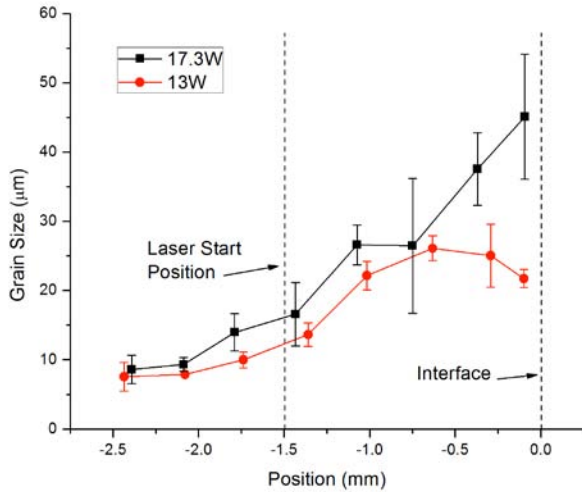 60
50
40
30
20
10
0
Grain Size (μm)
17.3W
13W
Laser Start
Position
Interface
-2.5
-2.0
-1.5
-1.0
-0.5
0.0
Position (mm)